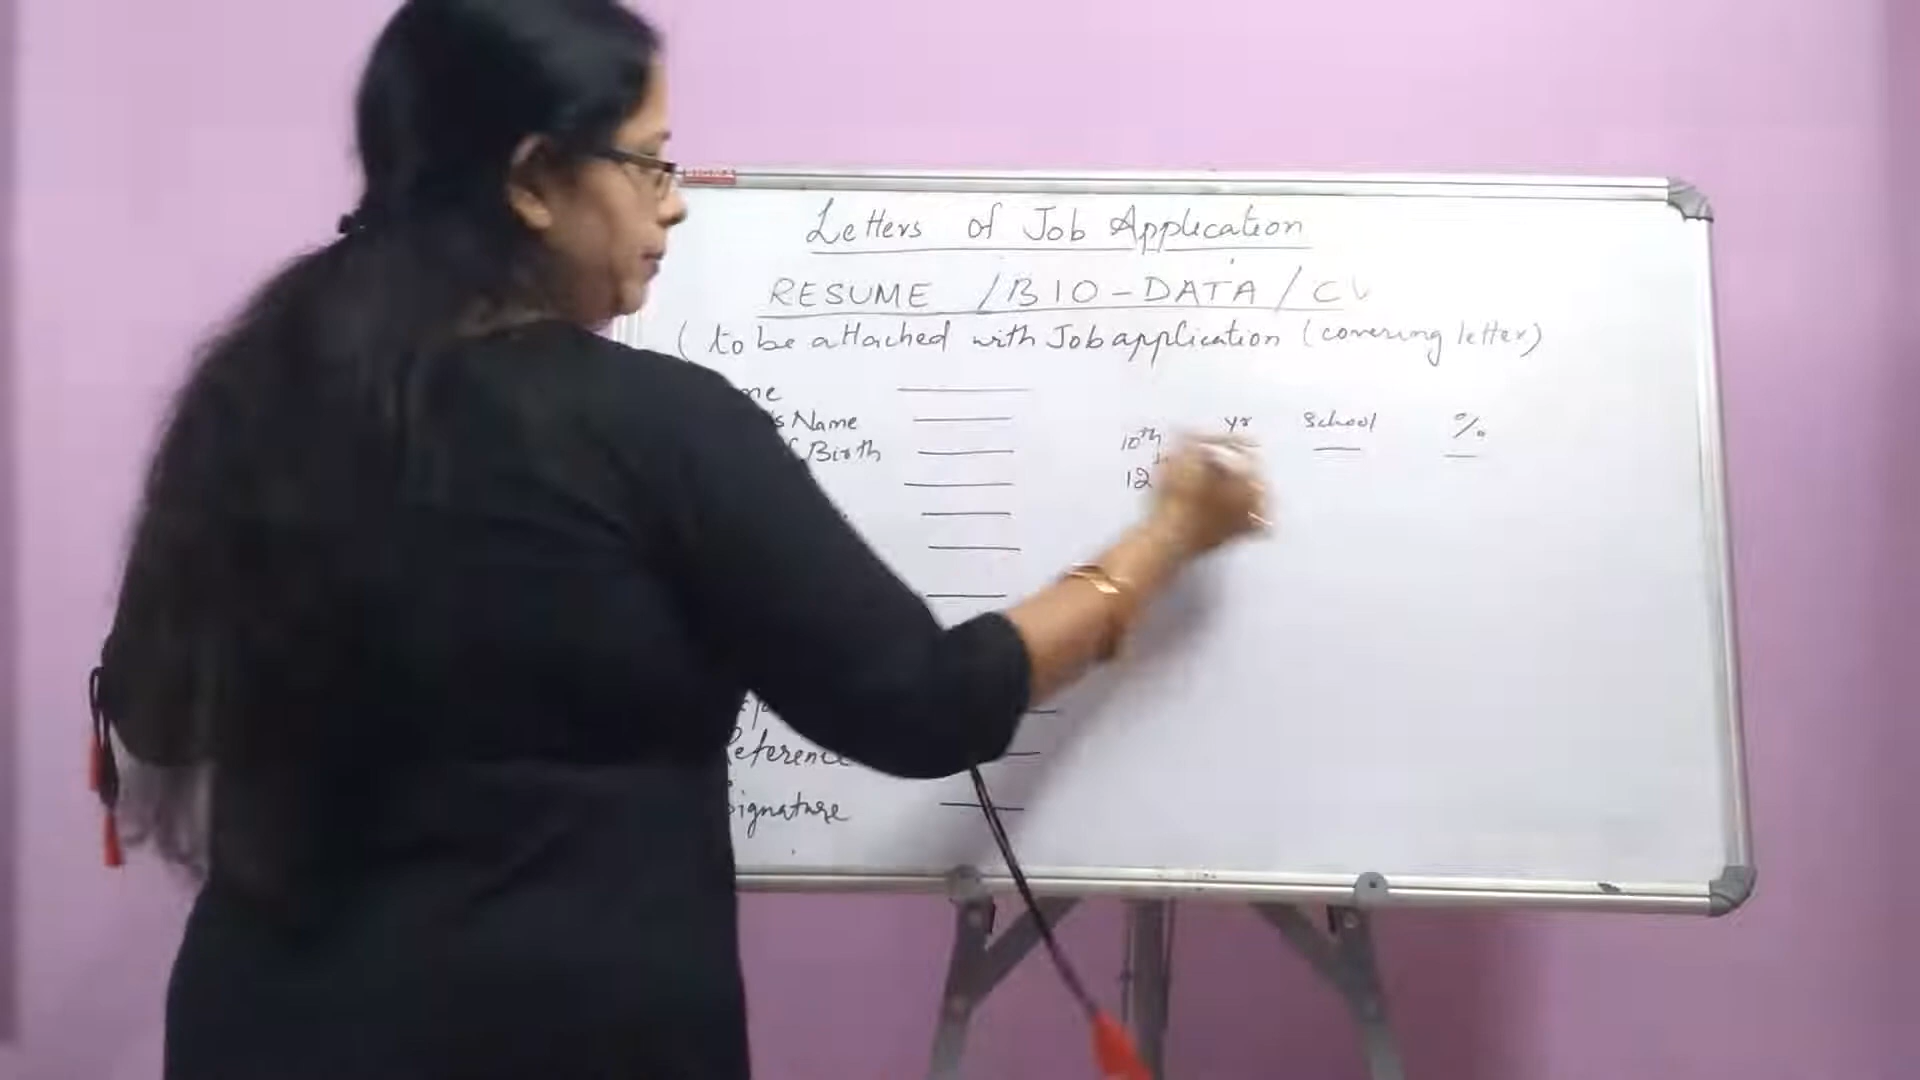 Letters of Job Application
RESUME / BIO-DATA / CV
( to be attached with Job application (covering letter)
Name
Birth
Signature
yr School %
10th
12